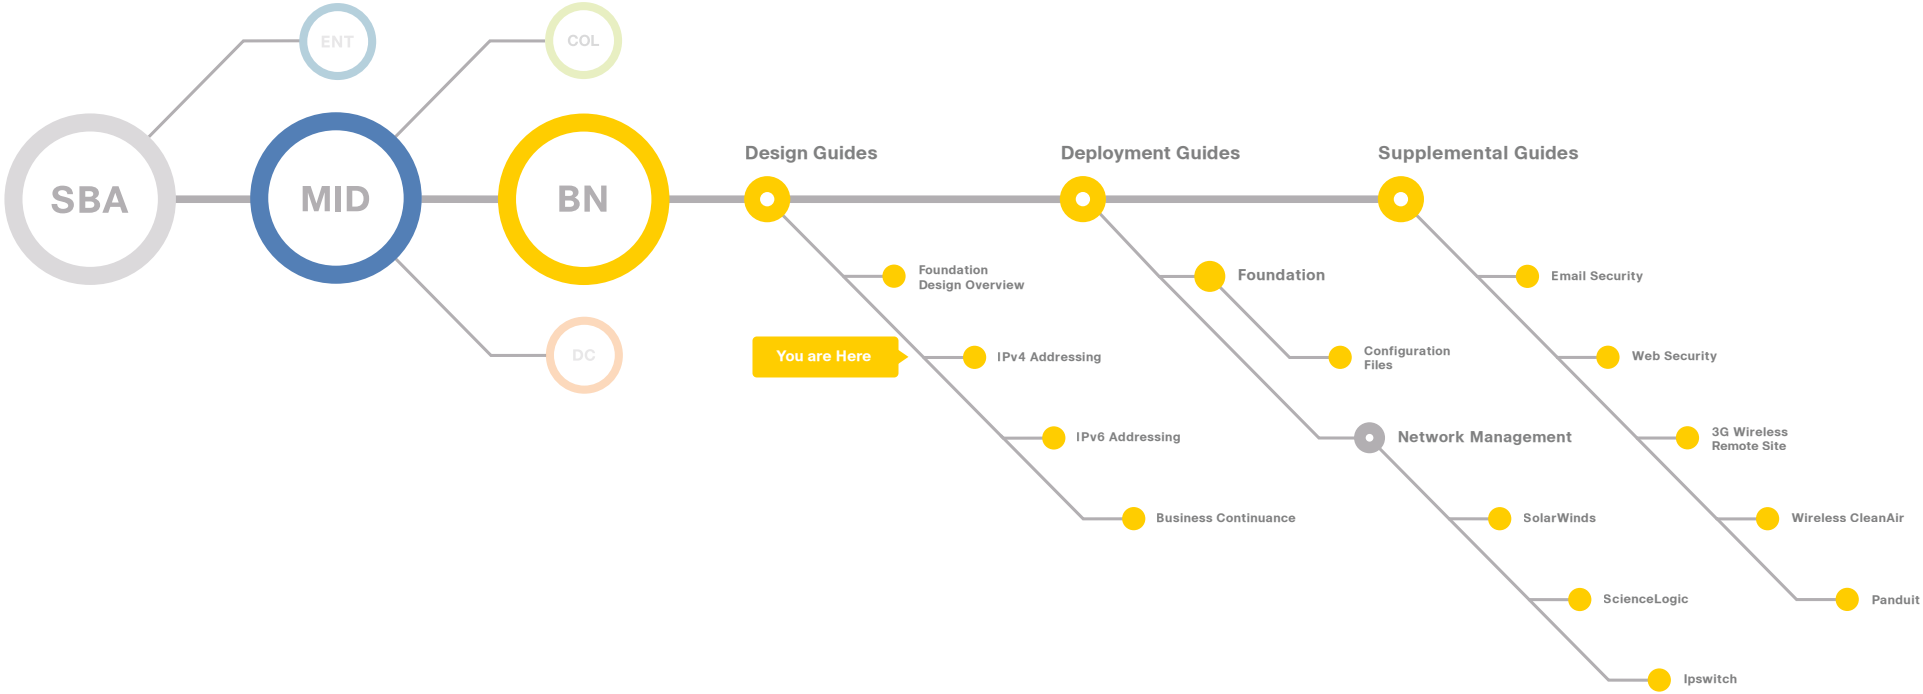 ENT
COL
SBA
MID
BN
DC
Design Guides
Deployment Guides
Supplemental Guides
Foundation
Design Overview
You are Here
IPv4 Addressing
IPv6 Addressing
Business Continuance
Foundation
Configuration
Files
Network Management
SolarWinds
ScienceLogic
Ipswitch
Email Security
Web Security
3G Wireless
Remote Site
Wireless CleanAir
Panduit